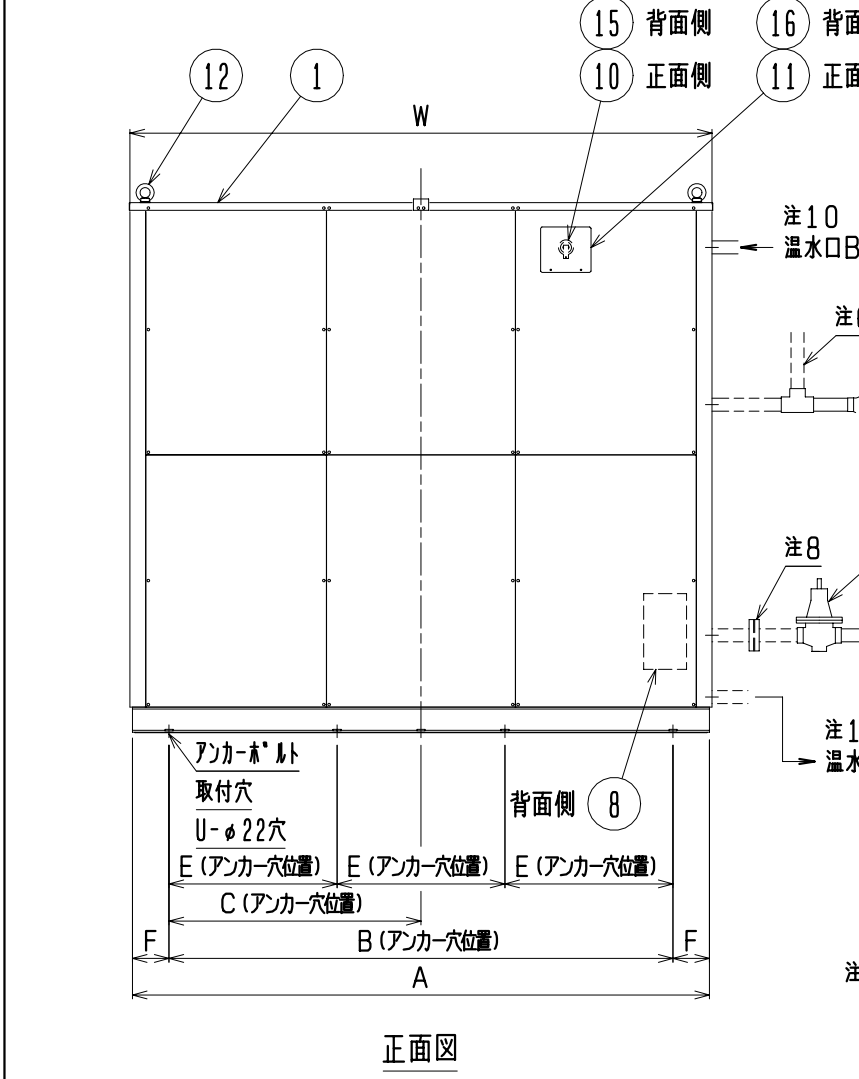 15 背面側
16 背面
12
1
10 正面側
11 正面
W
注10
温水口B
注
注8
アンカーボルト
取付穴
U-φ22穴
背面側 8
注1
温水
E (アンカー穴位置)
E (アンカー穴位置)
E (アンカー穴位置)
C (アンカー穴位置)
F
B (アンカー穴位置)
F
A
注
正面図